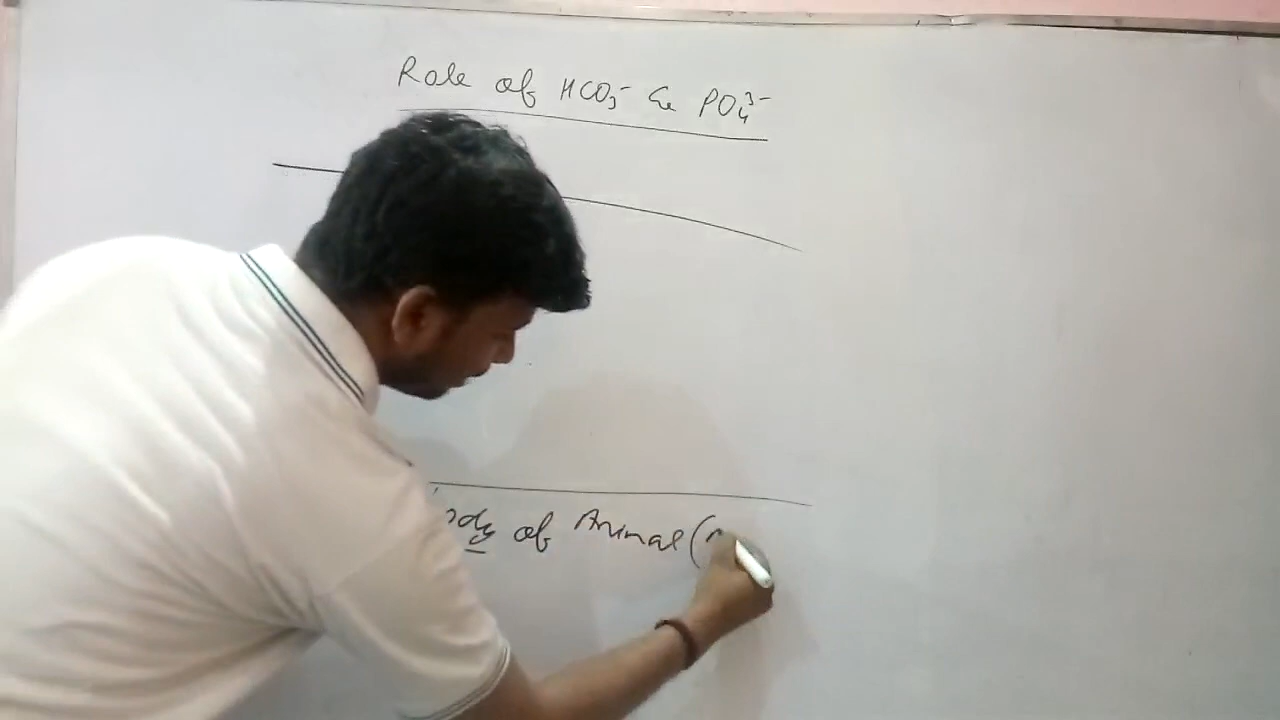 Role of HCO₃⁻ & PO₄³⁻
of Animal (